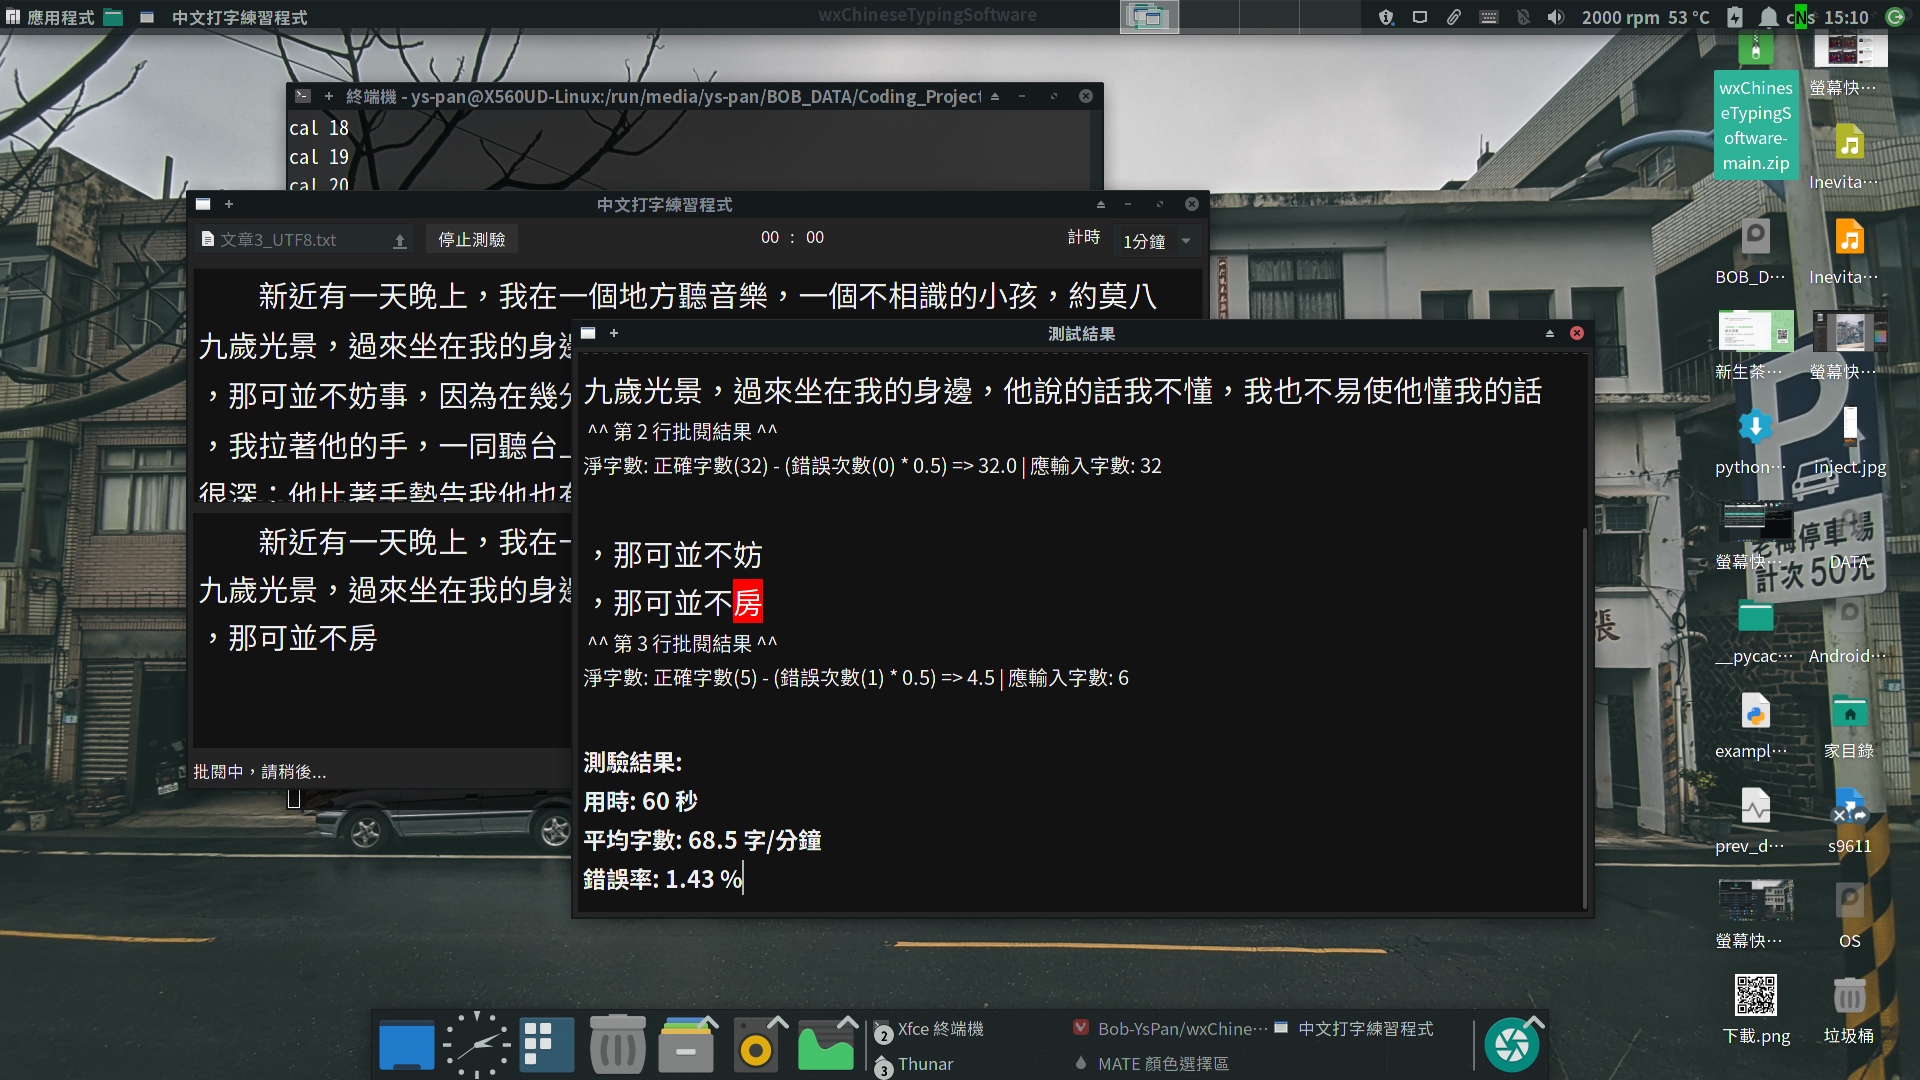 應用程式
中文打字練習程式
wxChineseTypingSoftware
2000 rpm 53 °C
15:10
終端機 - ys-pan@X560UD-Linux:/run/media/ys-pan/BOB_DATA/Coding_Project
cal 18
cal 19
cal 20
中文打字練習程式
文章3_UTF8.txt
停止測驗
00 : 00
計時
1分鐘
新近有一天晚上，我在一個地方聽音樂，一個不相識的小孩，約莫八
九歲光景，過來坐在我的身邊
，那可並不妨事，因為在幾分
，我拉著他的手，一同聽台上
很深；他比著手勢告我他也有
新近有一天晚上，我在一
九歲光景，過來坐在我的身邊
，那可並不房
批閱中，請稍後...
測試結果
九歲光景，過來坐在我的身邊，他說的話我不懂，我也不易使他懂我的話
^^ 第 2 行批閱結果 ^^
淨字數: 正確字數(32) - (錯誤次數(0) * 0.5) => 32.0 | 應輸入字數: 32
，那可並不妨
，那可並不房
^^ 第 3 行批閱結果 ^^
淨字數: 正確字數(5) - (錯誤次數(1) * 0.5) => 4.5 | 應輸入字數: 6
測驗結果:
用時: 60 秒
平均字數: 68.5 字/分鐘
錯誤率: 1.43 %
wxChineseTypingSoftware-main.zip
螢幕快…
Inevita…
BOB_D…
Inevita…
新生茶…
螢幕快…
python…
inject.jpg
螢幕快…
DATA
__pycac…
Android…
exampl…
家目錄
prev_d…
s9611
螢幕快…
OS
下載.png
垃圾桶
P
停車場
計次50元
張
2
Xfce 終端機
3
Thunar
Bob-YsPan/wxChine…
MATE 顏色選擇區
中文打字練習程式